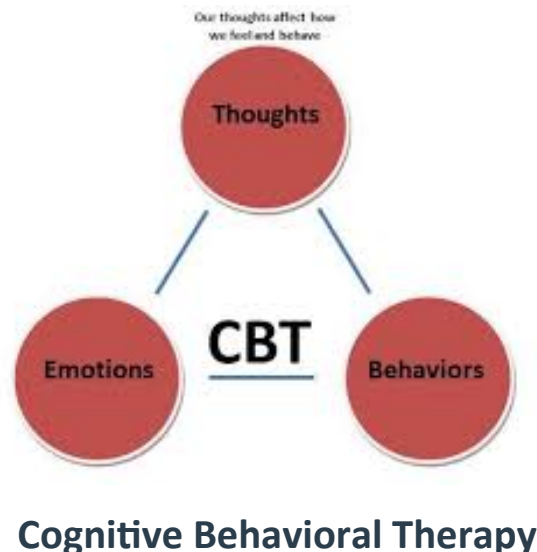 Our thoughts affect how
we feel and behave
Thoughts
CBT
Emotions
Behaviors
Cognitive Behavioral Therapy